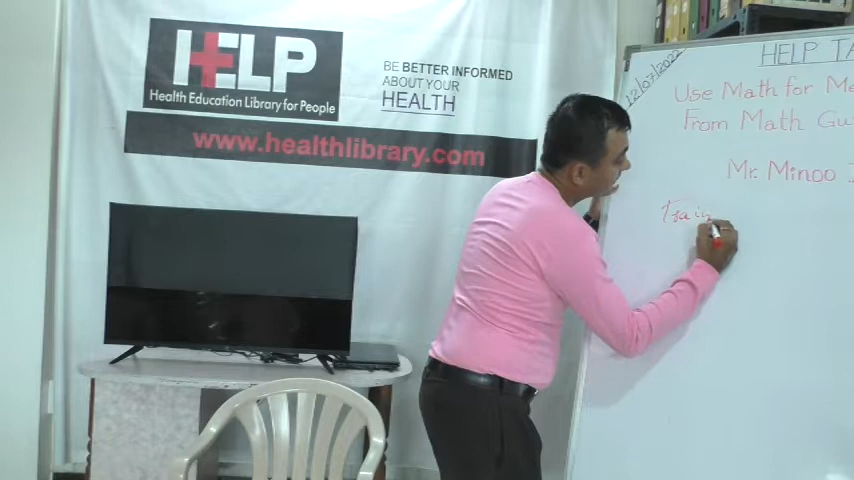 HELP
Health Education Library for People
BE BETTER INFORMED
ABOUT YOUR
HEALTH
www.healthlibrary.com
12/07/2022
HELP TA
Use Math for Me
From Math Gu
Mr. Minoo
Train